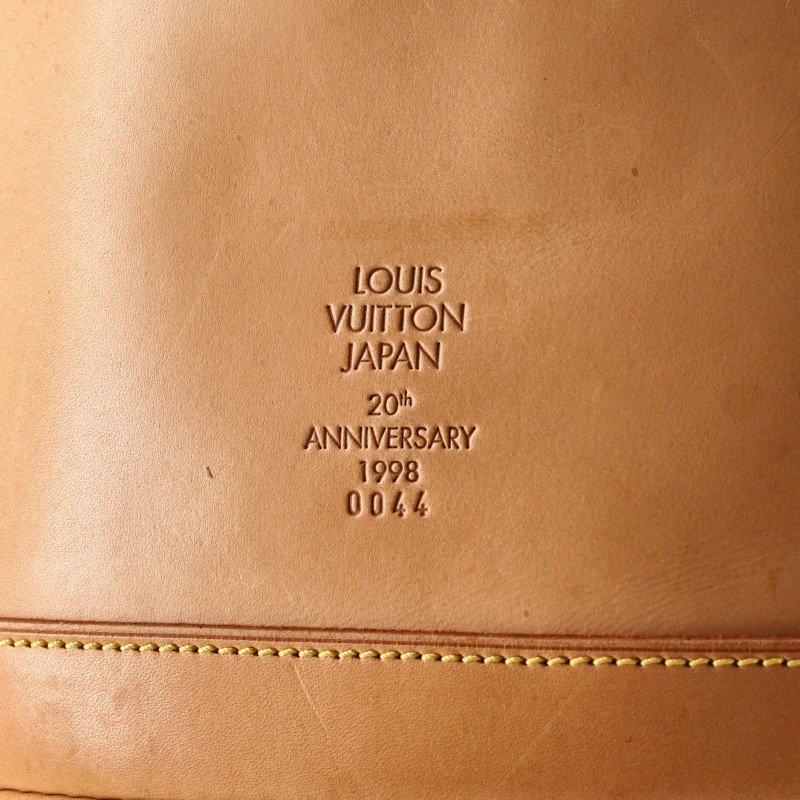 LOUIS
VUITTON
JAPAN
20th
ANNIVERSARY
1998
0044